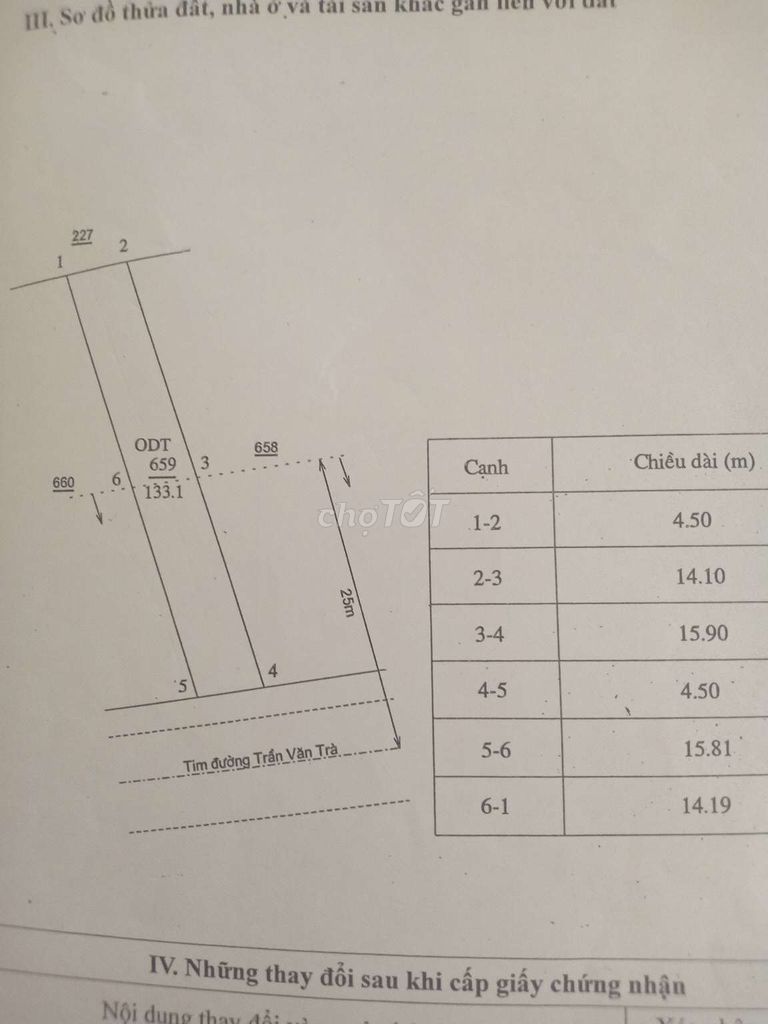 III. Sơ đồ thửa đất, nhà ở và tài sản khác gắn liền với đất
227
1
2
ODT
659
133.1
3
658
660
6
25m
5
4
Tim đường Trần Văn Trà
chợTỐT
Cạnh Chiều dài (m)
1-2 4.50
2-3 14.10
3-4 15.90
4-5 4.50
5-6 15.81
6-1 14.19
IV. Những thay đổi sau khi cấp giấy chứng nhận
Nội dung thay đổi